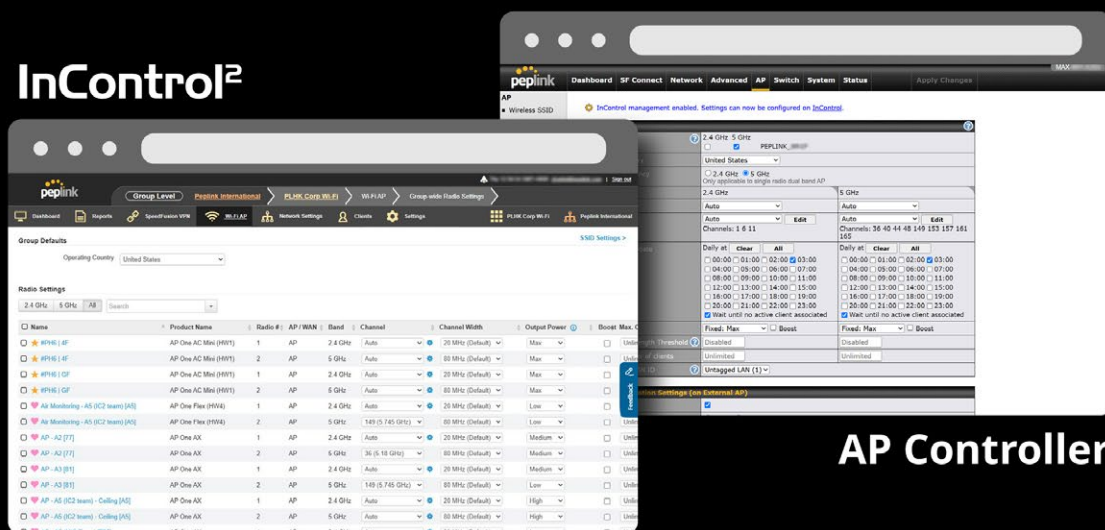 InControl²
peplink
Group Level Peplink International PLHK Corp Wi-Fi Wi-Fi AP Group wide Radio Settings
Sign out
Dashboard Reports SpeedFusion VPN Wi-Fi AP Network Settings Clients Settings PLHK Corp Wi-Fi Peplink International
Group Defaults SSID Settings >
Operating Country United States
Radio Settings
2.4 GHz 5 GHz All Search
Name Product Name Radio # AP / WAN Band Channel Channel Width Output Power Boost Max. C
#PH6 | 4F AP One AC Mini (HW1) 1 AP 2.4 GHz Auto 20 MHz (Default) Max Unlim
#PH6 | 4F AP One AC Mini (HW1) 2 AP 5 GHz Auto 80 MHz (Default) Max
#PH6 | GF AP One AC Mini (HW1) 1 AP 2.4 GHz Auto 20 MHz (Default) Max
#PH6 | GF AP One AC Mini (HW1) 2 AP 5 GHz Auto 80 MHz (Default) Max
Air Monitoring - A5 (IC2 team) [A5] AP One Flex (HW4) 1 AP 2.4 GHz Auto 20 MHz (Default) Low
Air Monitoring - A5 (IC2 team) [A5] AP One Flex (HW4) 2 AP 5 GHz 149 (5.745 GHz) 80 MHz (Default) Low Unlim
AP - A2 [77] AP One AX 1 AP 2.4 GHz Auto 20 MHz (Default) Medium Unlim
AP - A2 [77] AP One AX 2 AP 5 GHz 36 (5.18 GHz) 80 MHz (Default) Medium Unlim
AP - A3 [81] AP One AX 1 AP 2.4 GHz Auto 20 MHz (Default) Medium Unlim
AP - A3 [81] AP One AX 2 AP 5 GHz 149 (5.745 GHz) 80 MHz (Default) Low Unlim
AP - A5 (IC2 team) - Ceiling [A5] AP One AX 1 AP 2.4 GHz Auto 20 MHz (Default) High Unlim
AP - A5 (IC2 team) - Ceiling [A5] AP One AX 2 AP 5 GHz Auto 80 MHz (Default) High Unlim
Feedback
MAX
peplink Dashboard SF Connect Network Advanced AP Switch System Status Apply Changes
AP
Wireless SSID
InControl management enabled. Settings can now be configured on InControl.
2.4 GHz 5 GHz
PEPLINK_
United States
2.4 GHz 5 GHz
Only applicable to single radio dual band AP
2.4 GHz 5 GHz
Auto Auto
Auto Edit Auto Edit
Channels: 1 6 11 Channels: 36 40 44 48 149 153 157 161
165
Daily at Clear All Daily at Clear All
00:00 01:00 02:00 03:00 00:00 01:00 02:00 03:00
04:00 05:00 06:00 07:00 04:00 05:00 06:00 07:00
08:00 09:00 10:00 11:00 08:00 09:00 10:00 11:00
12:00 13:00 14:00 15:00 12:00 13:00 14:00 15:00
16:00 17:00 18:00 19:00 16:00 17:00 18:00 19:00
20:00 21:00 22:00 23:00 20:00 21:00 22:00 23:00
Wait until no active client associated Wait until no active client associated
Fixed: Max Boost Fixed: Max Boost
ngth Threshold Disabled Disabled
r of clients Unlimited Unlimited
ID Untagged LAN (1)
tion Settings (on External AP)
AP Controller